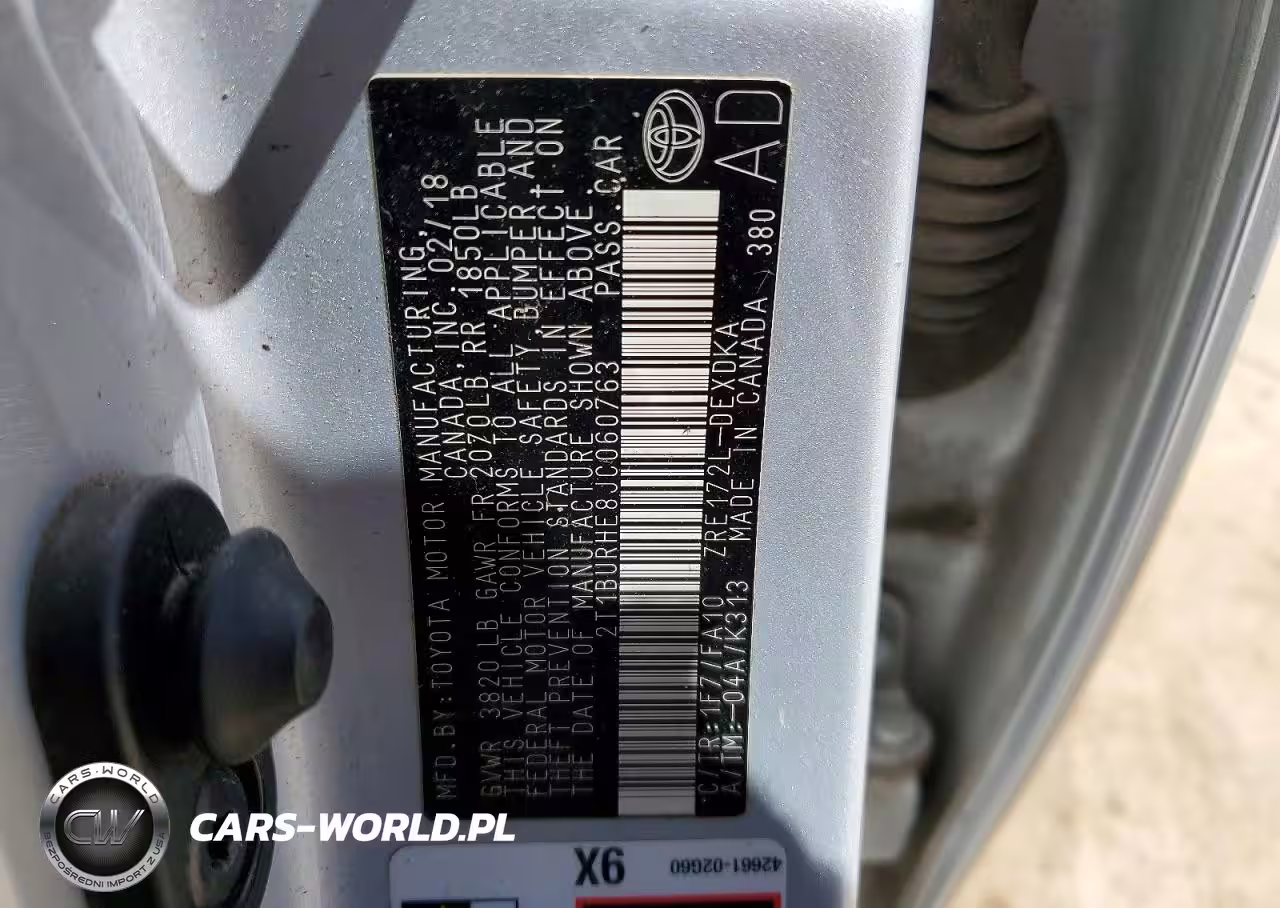 MFD.BY:TOYOTA MOTOR MANUFACTURING,
CANADA, INC. 02/18
GVWR 3820LB GAWR FR 2070LB, RR 1850LB
THIS VEHICLE CONFORMS TO ALL APPLICABLE
FEDERAL MOTOR VEHICLE SAFETY, BUMPER AND
THEFT PREVENTION STANDARDS IN EFFECT ON
THE DATE OF MANUFACTURE SHOWN ABOVE.
2T1BURHE8JC060763 PASS.CAR
C/TR:1F7/FA10 ZRE172L-DEXDKA
A/TM:-04A/K313 MADE IN CANADA 380 AD
42661-02G60
X6
CARS-WORLD
CW
BEZPOŚREDNI IMPORT Z USA
CARS-WORLD.PL